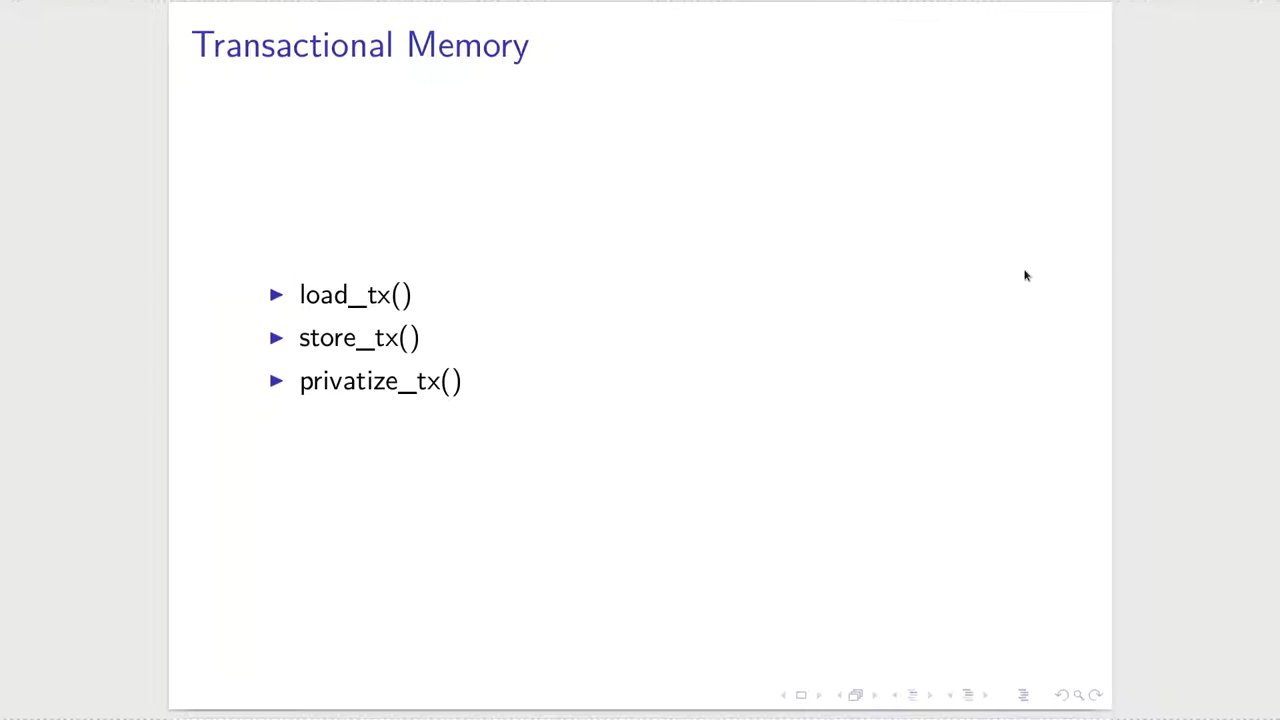 Transactional Memory
load_tx()
store_tx()
privatize_tx()